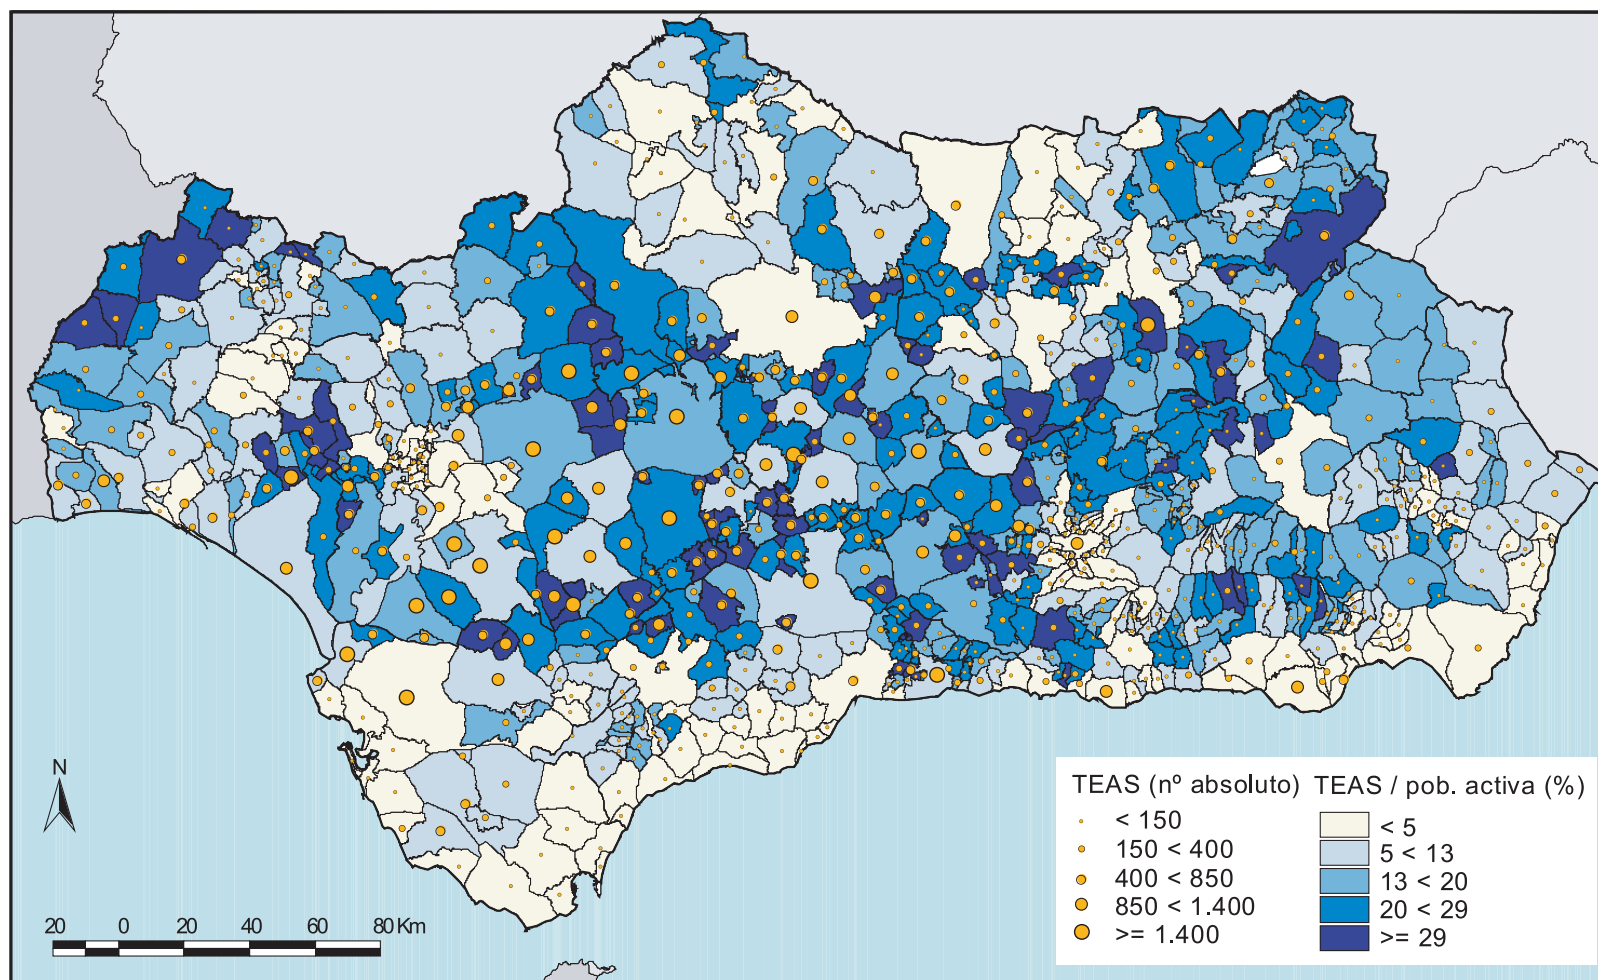 N
20 0 20 40 60 80 Km
TEAS (nº absoluto)
< 150
150 < 400
400 < 850
850 < 1.400
>= 1.400
TEAS / pob. activa (%)
< 5
5 < 13
13 < 20
20 < 29
>= 29